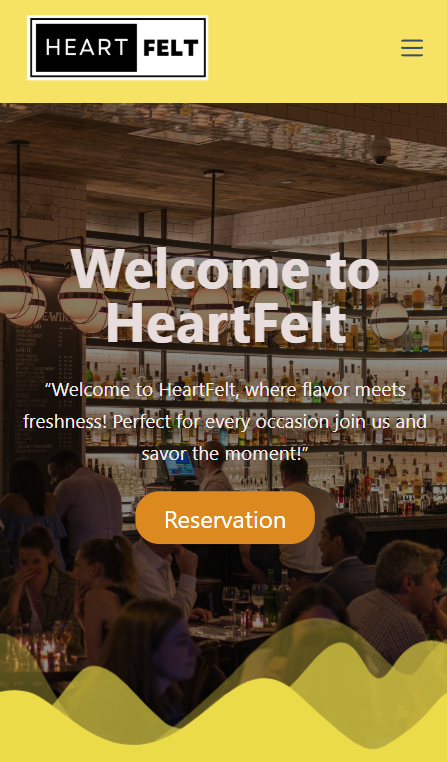 HEART FELT
Welcome to
HeartFelt
“Welcome to HeartFelt, where flavor meets
freshness! Perfect for every occasion join us and
savor the moment!”
Reservation